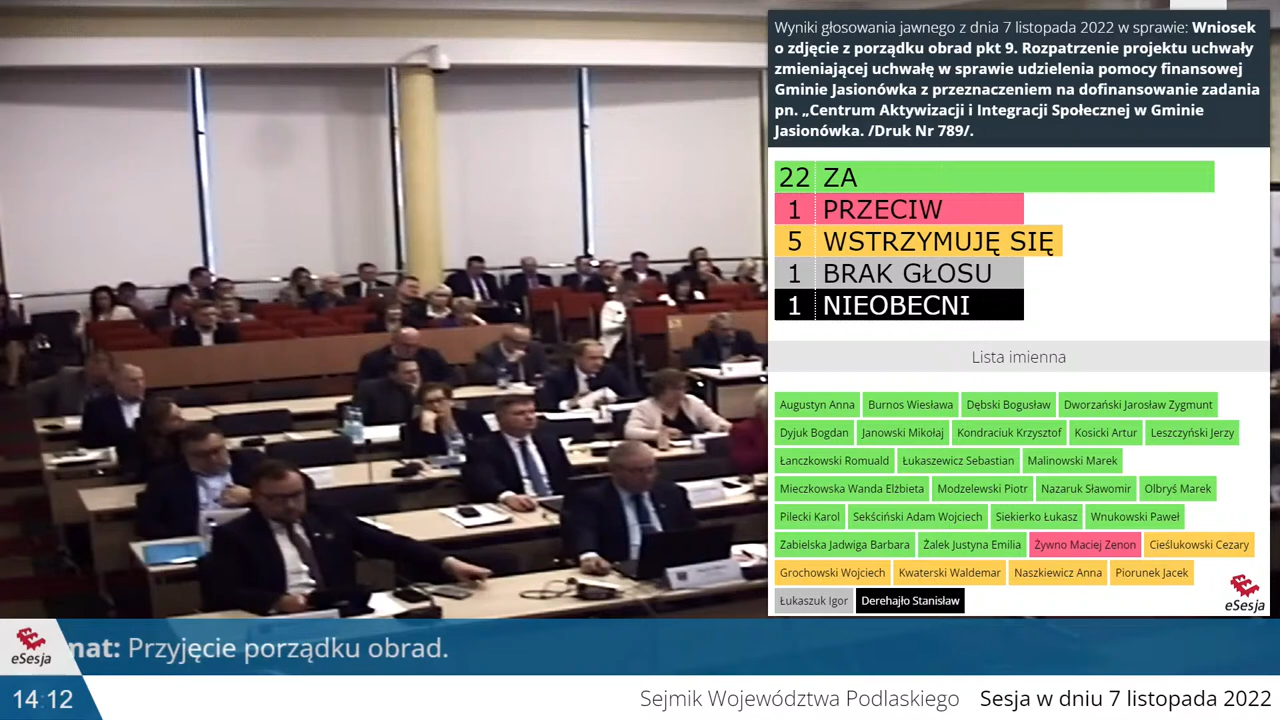 Wyniki głosowania jawnego z dnia 7 listopada 2022 w sprawie: Wniosek
o zdjęcie z porządku obrad pkt 9. Rozpatrzenie projektu uchwały
zmieniającej uchwałę w sprawie udzielenia pomocy finansowej
Gminie Jasionówka z przeznaczeniem na dofinansowanie zadania
pn. „Centrum Aktywizacji i Integracji Społecznej w Gminie
Jasionówka. /Druk Nr 789/.
22 ZA
1 PRZECIW
5 WSTRZYMUJĘ SIĘ
1 BRAK GŁOSU
1 NIEOBECNI
Lista imienna
Augustyn Anna Burnos Wiesława Dębski Bogusław Dworzański Jarosław Zygmunt
Dyjuk Bogdan Janowski Mikołaj Kondraciuk Krzysztof Kosicki Artur Leszczyński Jerzy
Łanczkowski Romuald Łukaszewicz Sebastian Malinowski Marek
Mieczkowska Wanda Elżbieta Modzelewski Piotr Nazaruk Sławomir Olbryś Marek
Pilecki Karol Sekściński Adam Wojciech Siekierko Łukasz Wnukowski Paweł
Zabielska Jadwiga Barbara Żalek Justyna Emilia Żywno Maciej Zenon Cieślukowski Cezary
Grochowski Wojciech Kwaterski Waldemar Naszkiewicz Anna Piorunek Jacek
Łukaszuk Igor Derehajło Stanisław
eSesja
eSesja
nat: Przyjęcie porządku obrad.
14:12
Sejmik Województwa Podlaskiego Sesja w dniu 7 listopada 2022